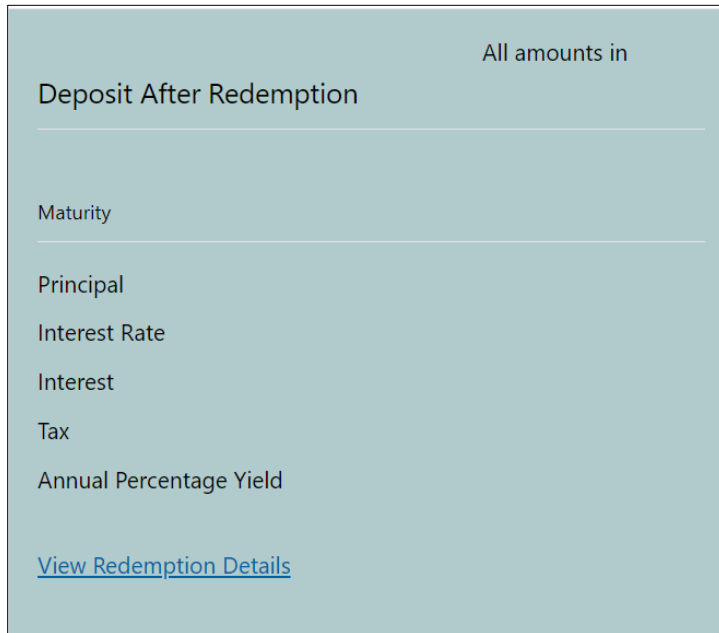 All amounts in
Deposit After Redemption
Maturity
Principal
Interest Rate
Interest
Tax
Annual Percentage Yield
View Redemption Details